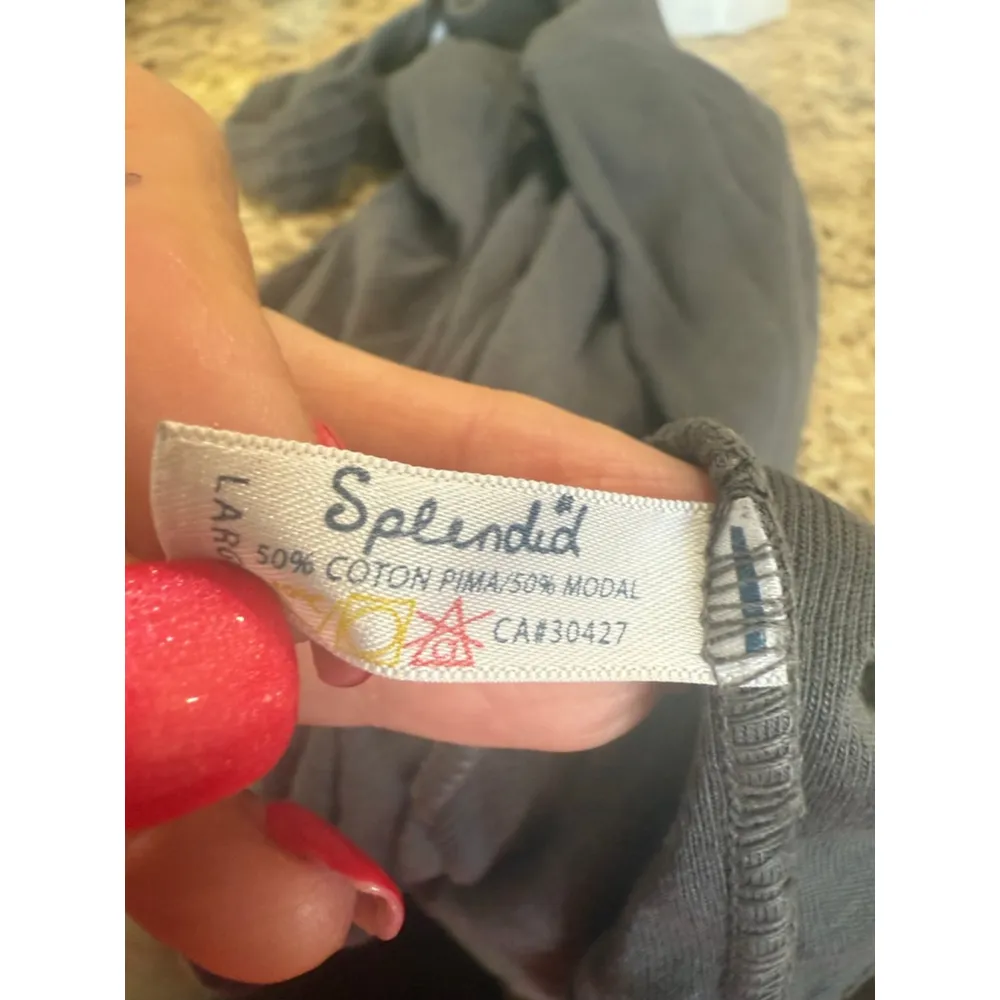 Splendid
50% COTON PIMA/50% MODAL
CA#30427